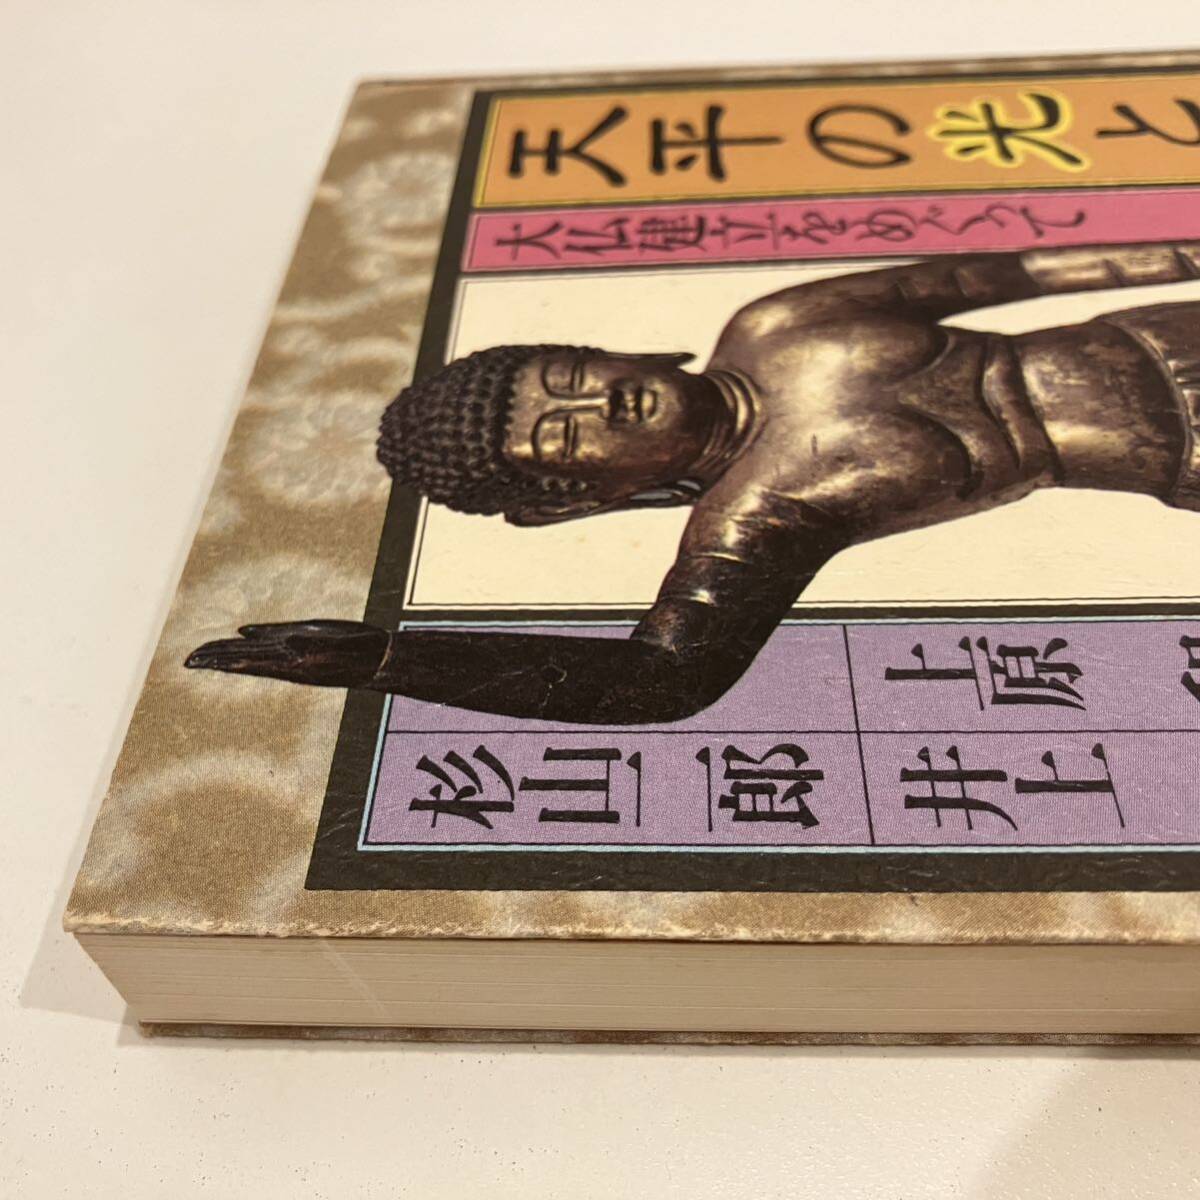 天平の光と
大仏建立をめぐって
上原
杉山二郎
井上